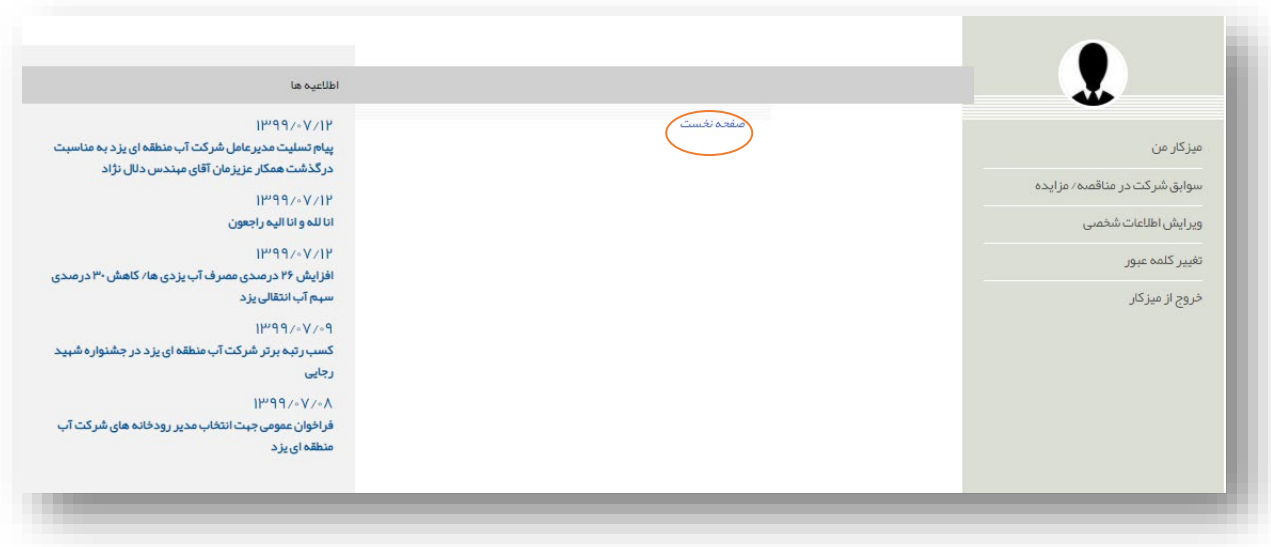 میزکار من
سوابق شرکت در مناقصه/ مزایده
ویرایش اطلاعات شخصی
تغییر کلمه عبور
خروج از میزکار
صفحه نخست
اطلاعیه ها
۱۳۹۹/۰۷/۱۲
پیام تسلیت مدیرعامل شرکت آب منطقه ای یزد به مناسبت
درگذشت همکار عزیزمان آقای مهندس دلال نژاد
۱۳۹۹/۰۷/۱۲
انا لله و انا الیه راجعون
۱۳۹۹/۰۷/۱۲
افزایش ۲۶ درصدی مصرف آب یزدی ها/ کاهش ۳۰ درصدی
سهم آب انتقالی یزد
۱۳۹۹/۰۷/۰۹
کسب رتبه برتر شرکت آب منطقه ای یزد در جشنواره شهید
رجایی
۱۳۹۹/۰۷/۰۸
فراخوان عمومی جهت انتخاب مدیر رودخانه های شرکت آب
منطقه ای یزد